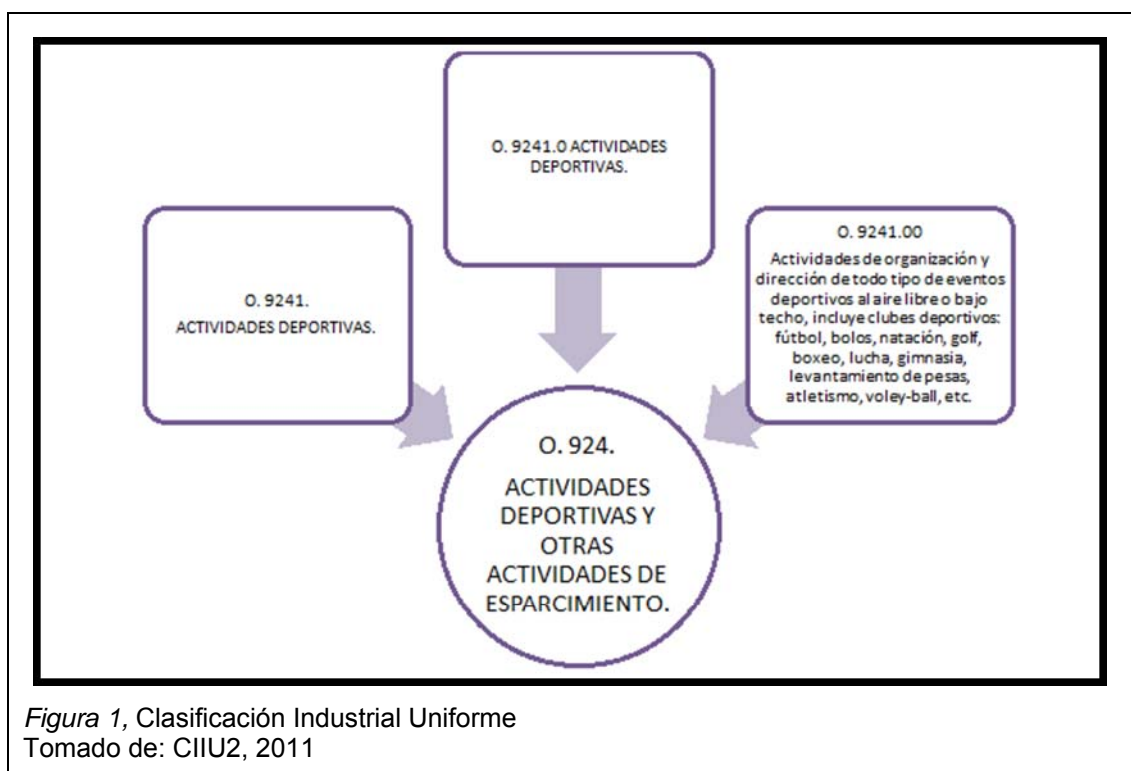 O. 9241.0 ACTIVIDADES
DEPORTIVAS.
O. 9241.
ACTIVIDADES DEPORTIVAS.
O. 9241.00
Actividades de organización y
dirección de todo tipo de eventos
deportivos al aire libre o bajo
techo, incluye clubes deportivos:
fútbol, bolos, natación, golf,
boxeo, lucha, gimnasia,
levantamiento de pesas,
atletismo, voley-ball, etc.
O. 924.
ACTIVIDADES
DEPORTIVAS Y
OTRAS
ACTIVIDADES DE
ESPARCIMIENTO.
Figura 1, Clasificación Industrial Uniforme
Tomado de: CIIU2, 2011